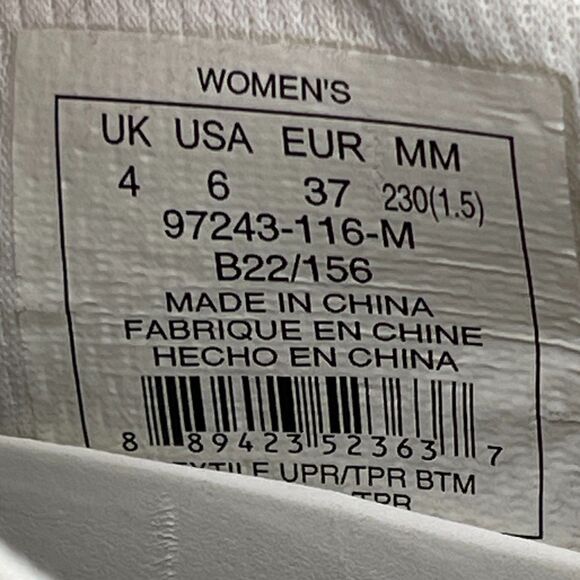 WOMEN'S
UK USA EUR MM
4 6 37 230(1.5)
97243-116-M
B22/156
MADE IN CHINA
FABRIQUE EN CHINE
HECHO EN CHINA
8 89423 52363 7
UPR/TPR BTM